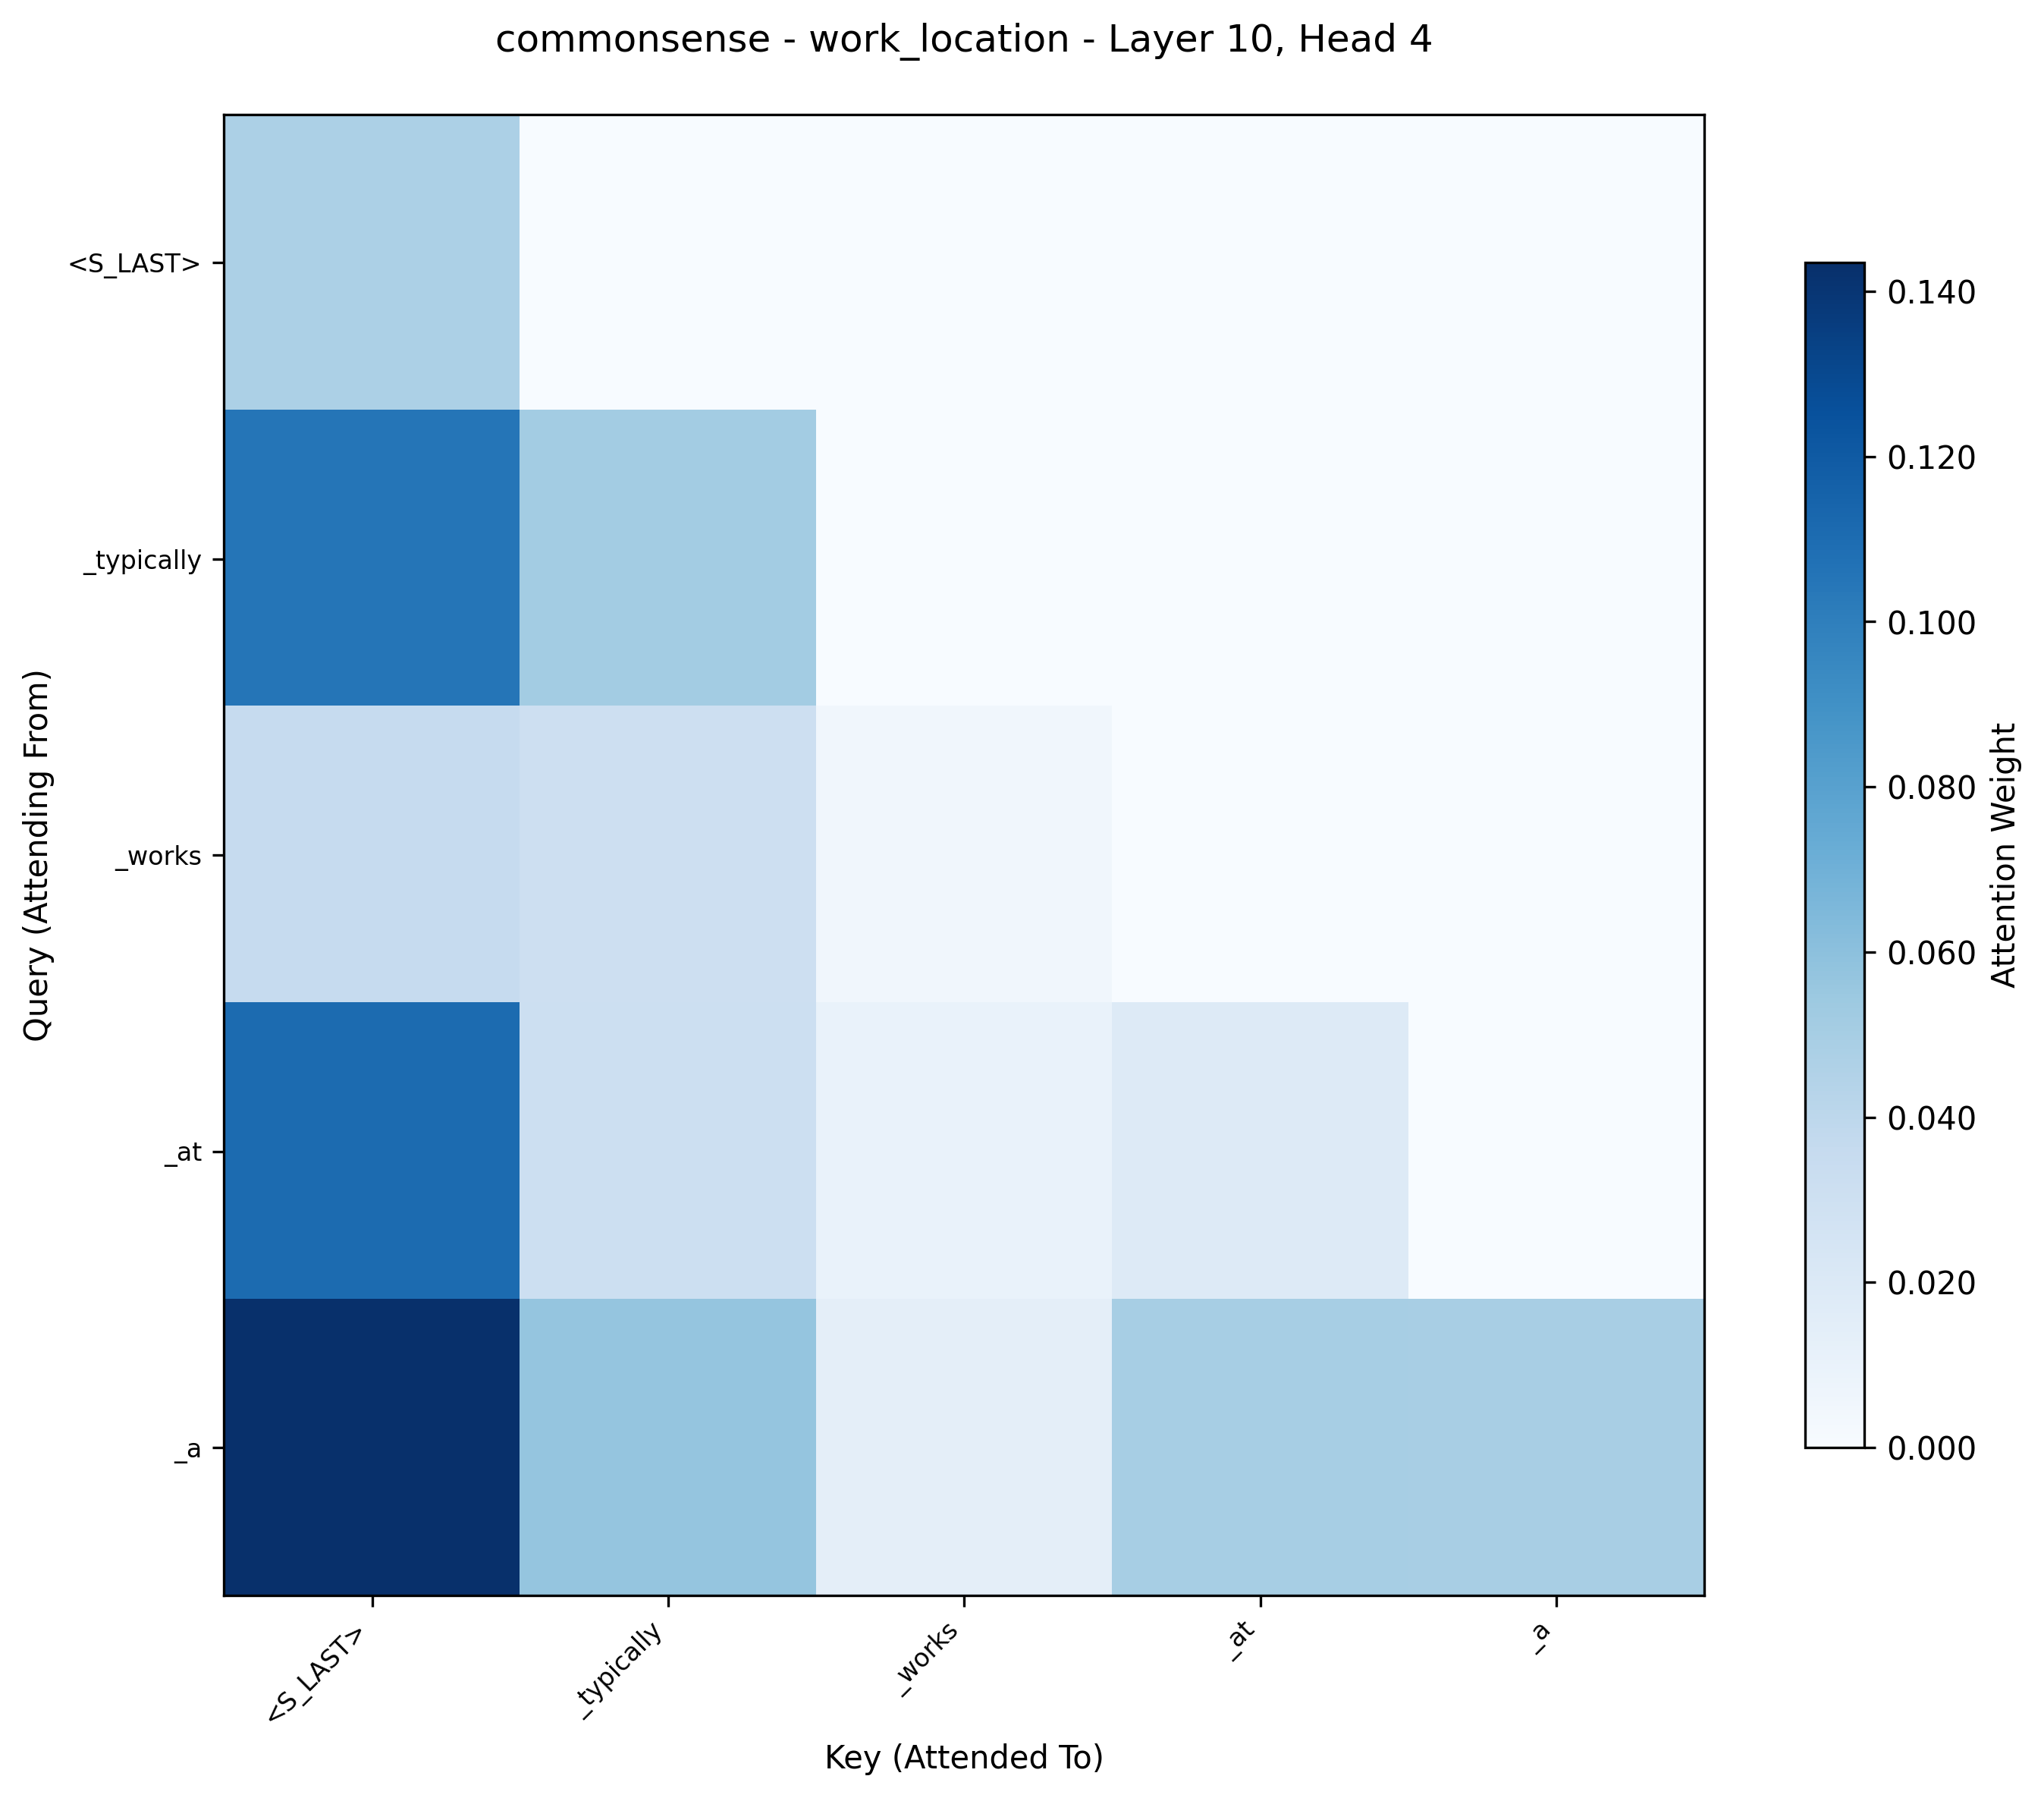 commonsense - work_location - Layer 10, Head 4
Query (Attending From)
<S_LAST>
_typically
_works
_at
_a
<S_LAST>
_typically
_works
_at
_a
Key (Attended To)
0.140
0.120
0.100
0.080
0.060
0.040
0.020
0.000
Attention Weight